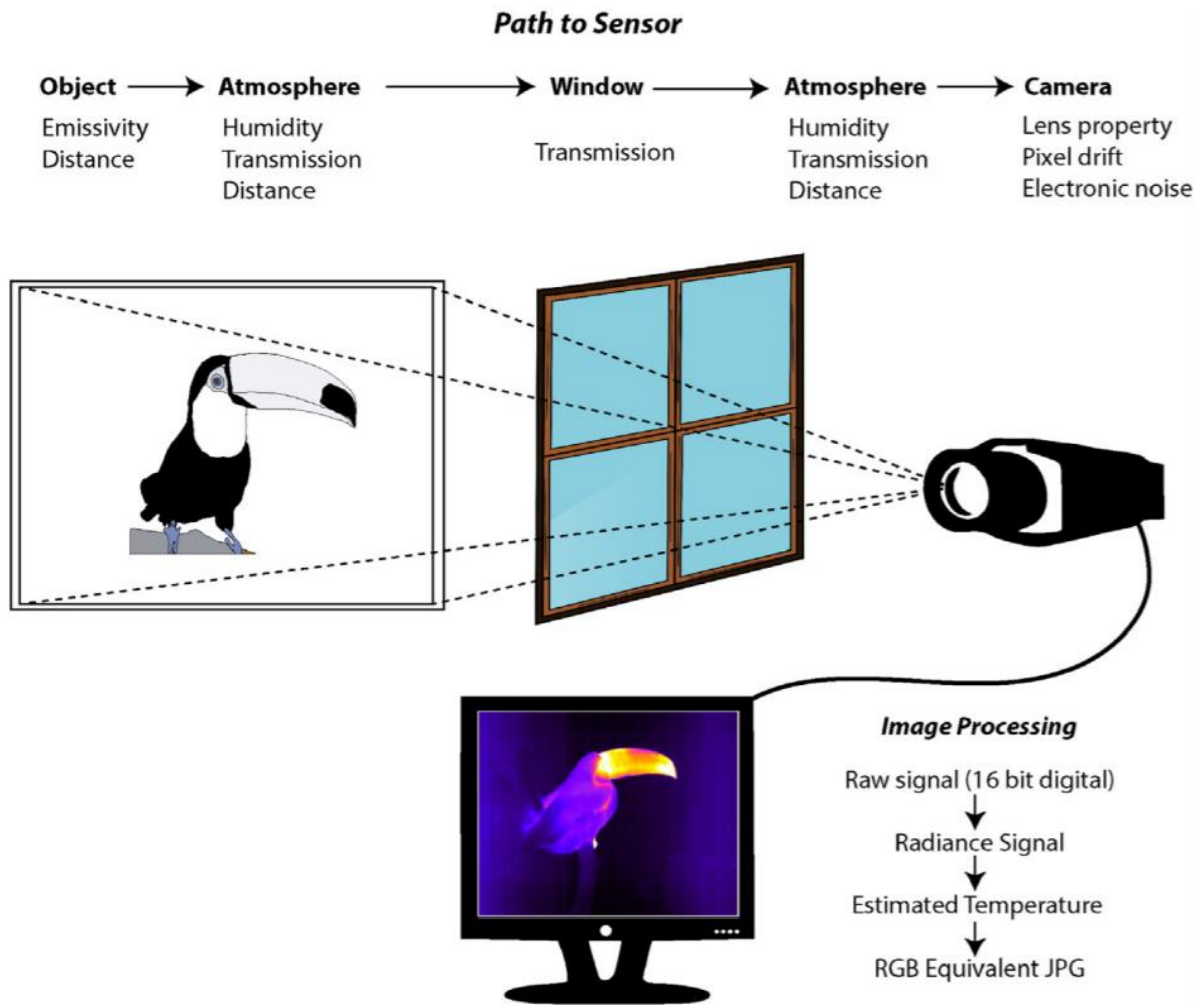 Path to Sensor
Object Atmosphere Window Atmosphere Camera
Emissivity
Distance
Humidity
Transmission
Distance
Transmission
Humidity
Transmission
Distance
Lens property
Pixel drift
Electronic noise
Image Processing
Raw signal (16 bit digital)
Radiance Signal
Estimated Temperature
RGB Equivalent JPG